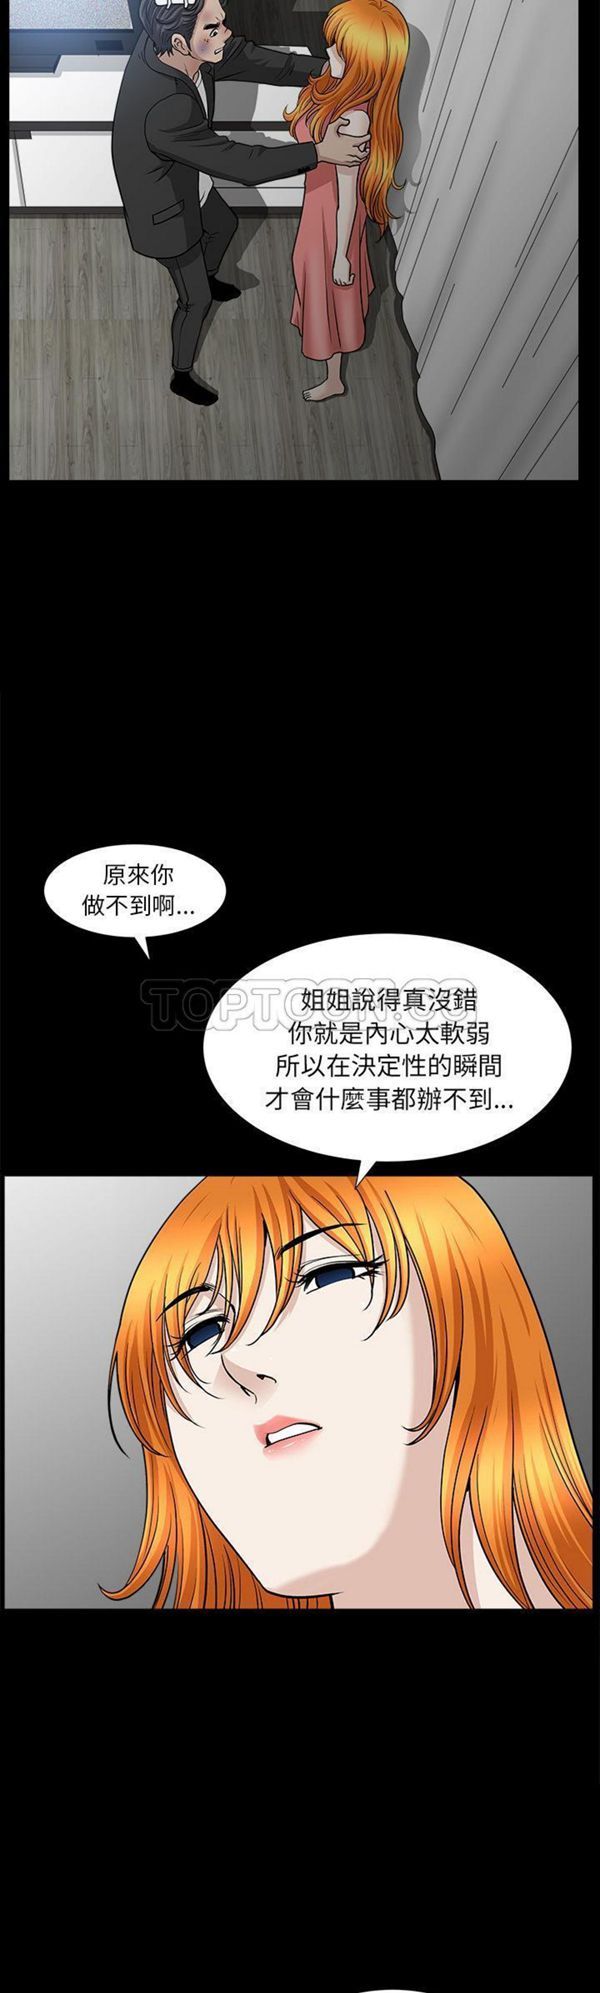 原來你
做不到啊...
TOPTOON.CO
姐姐說得真沒錯
你就是內心太軟弱
所以在決定性的瞬間
才會什麼事都辦不到...